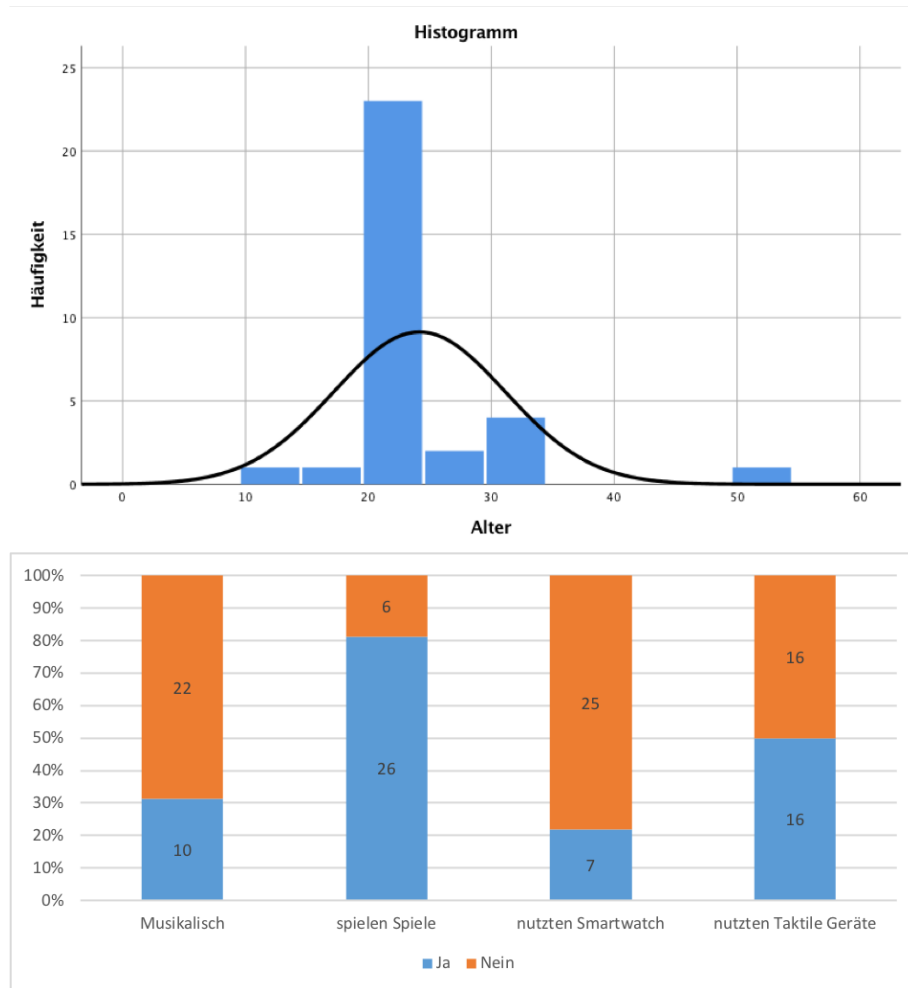 Histogramm
25
20
15
10
5
0
Häufigkeit
0 10 20 30 40 50 60
Alter
100%
90%
80%
70%
60%
50%
40%
30%
20%
10%
0%
6
22 25 16
26
10 7 16
Musikalisch spielen Spiele nutzten Smartwatch nutzten Taktile Geräte
Ja Nein